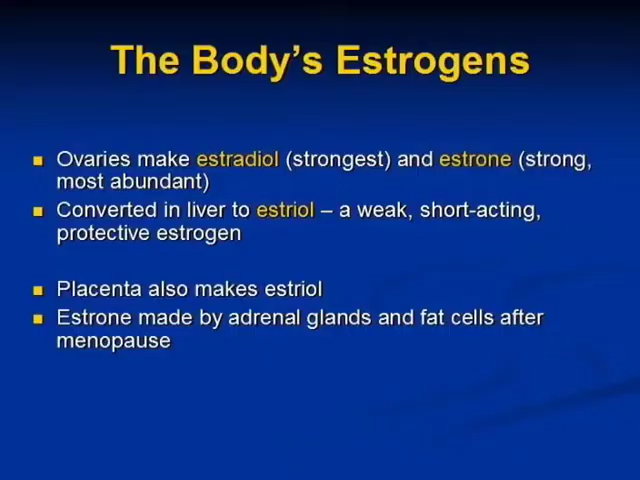 The Body's Estrogens
Ovaries make estradiol (strongest) and estrone (strong,
most abundant)
Converted in liver to estriol – a weak, short-acting,
protective estrogen
Placenta also makes estriol
Estrone made by adrenal glands and fat cells after
menopause